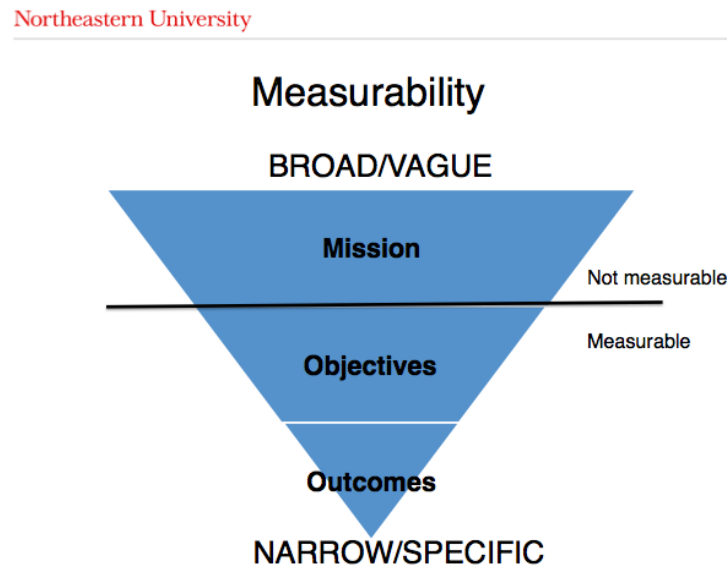 Northeastern University
Measurability
BROAD/VAGUE
Mission
Not measurable
Measurable
Objectives
Outcomes
NARROW/SPECIFIC